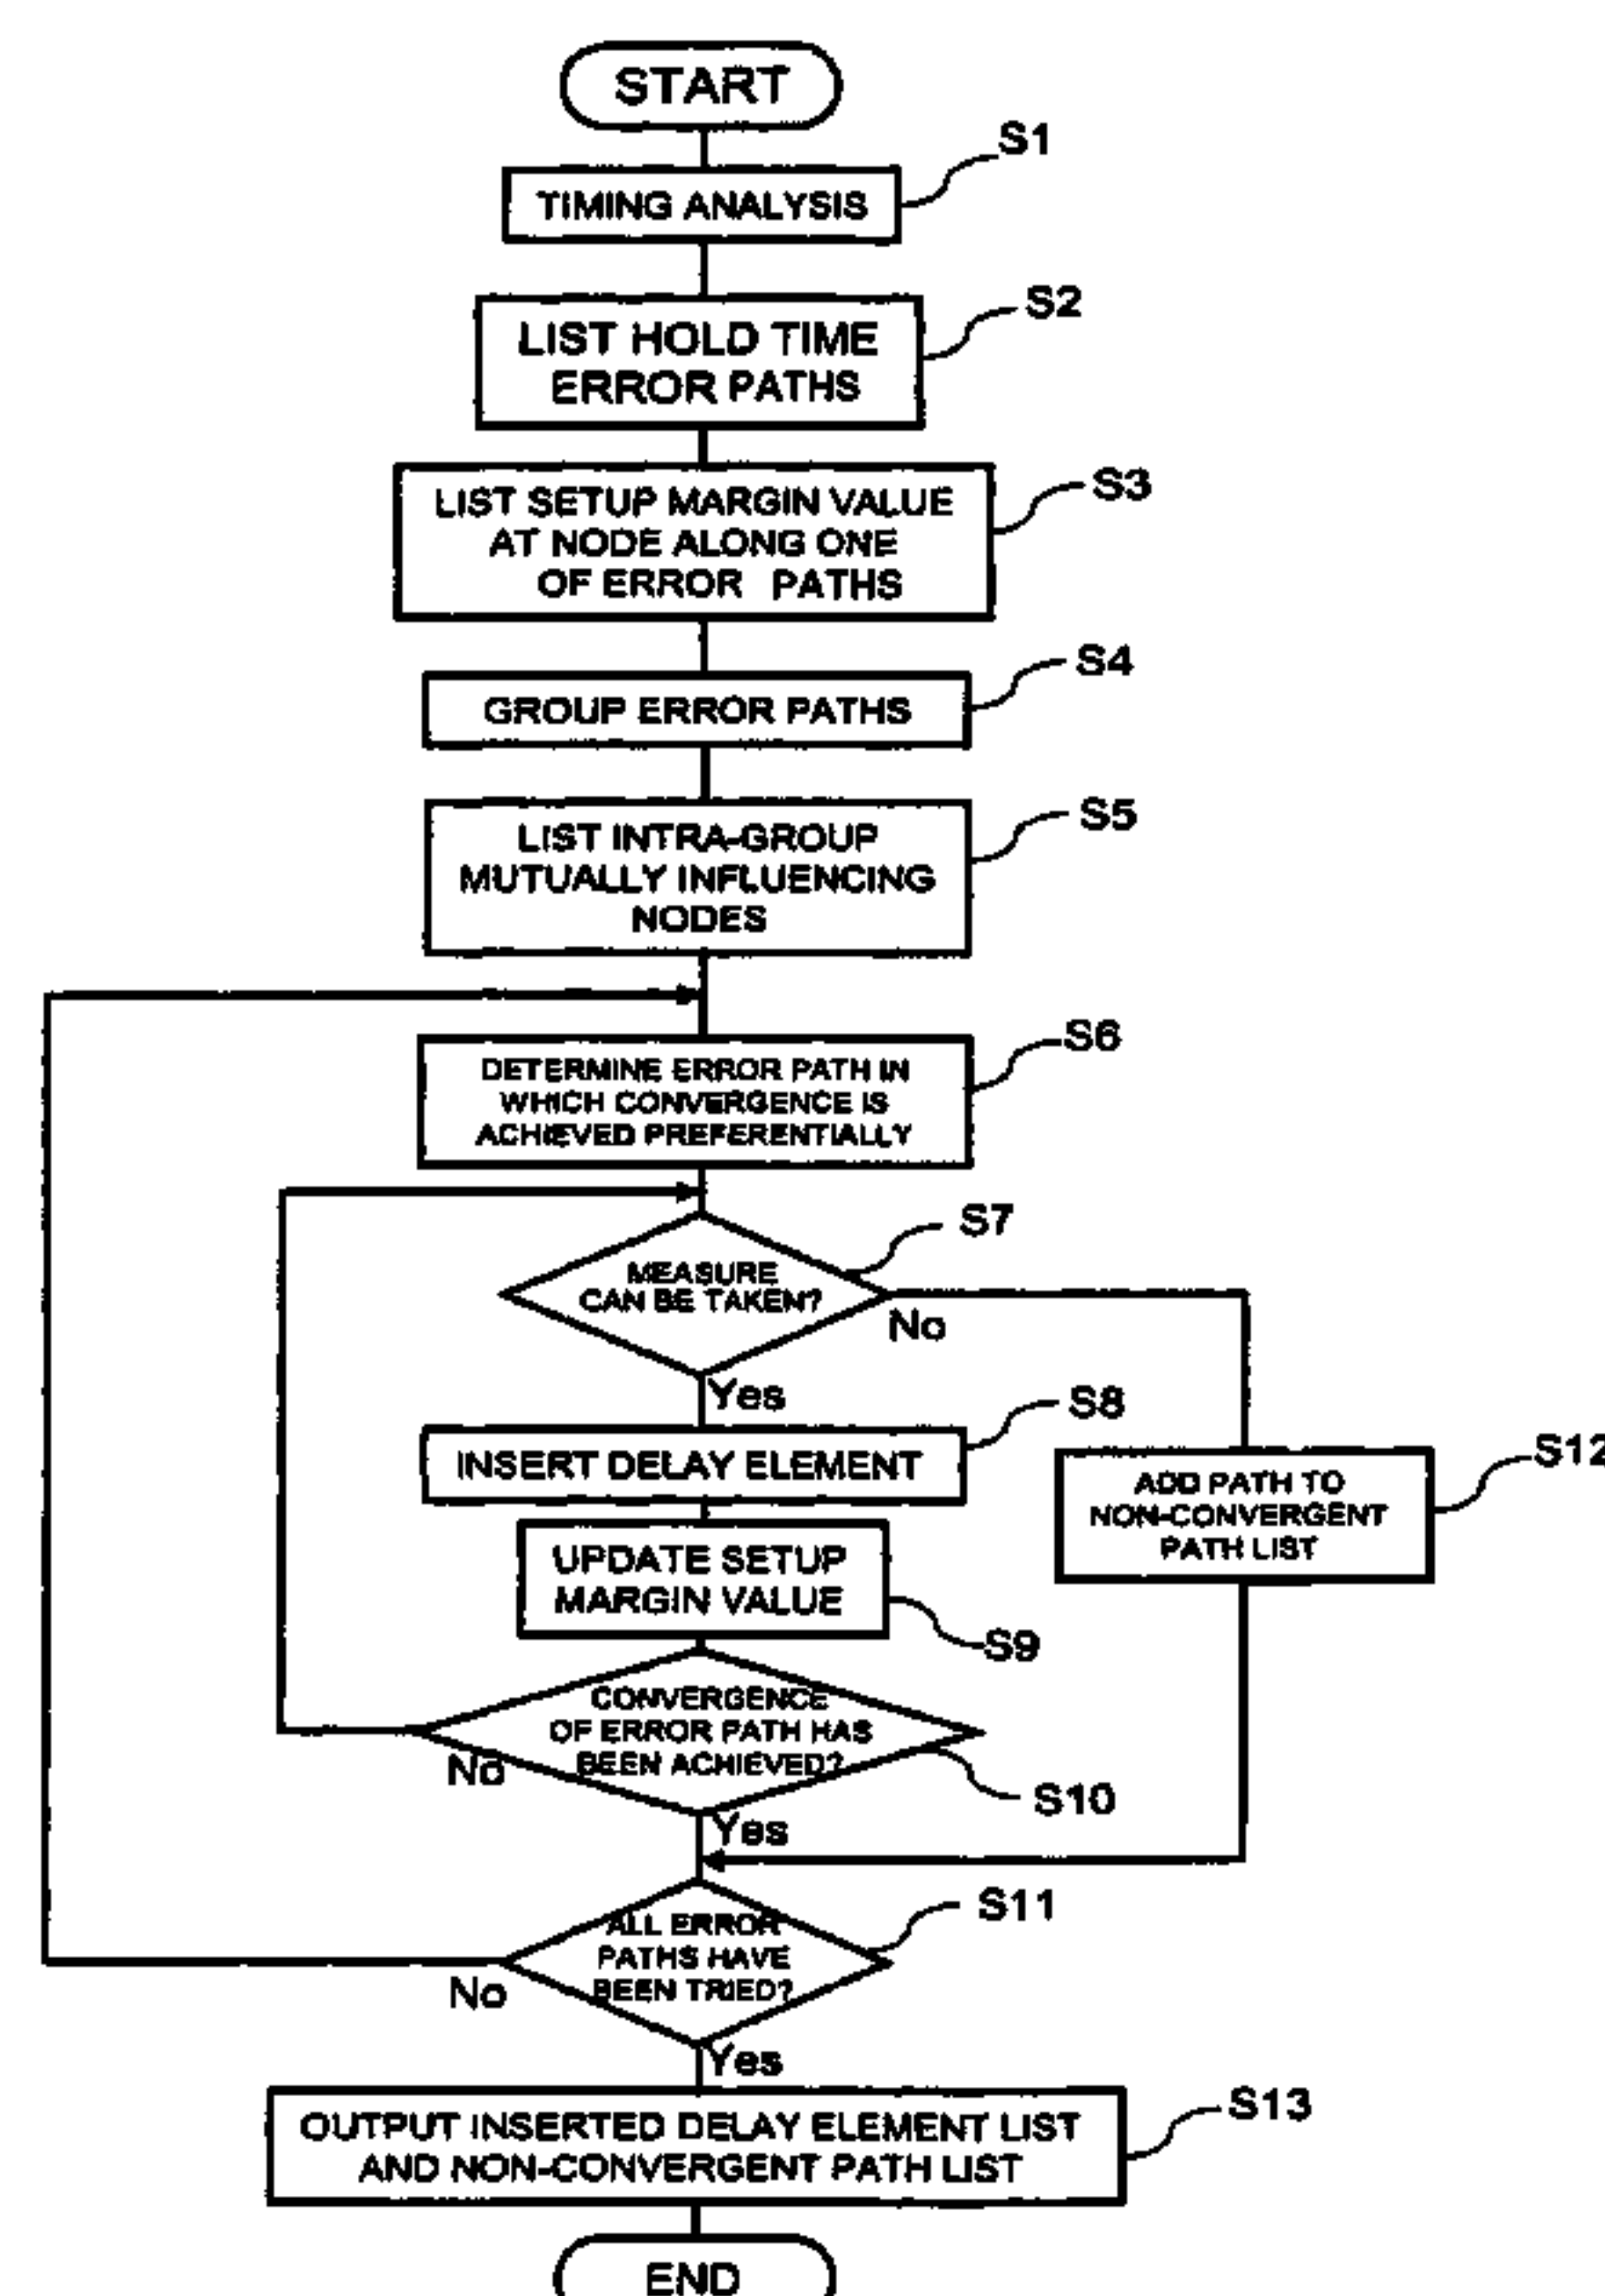 START
S1
TIMING ANALYSIS
S2
LIST HOLD TIME
ERROR PATHS
S3
LIST SETUP MARGIN VALUE
AT NODE ALONG ONE
OF ERROR PATHS
S4
GROUP ERROR PATHS
S5
LIST INTRA-GROUP
MUTUALLY INFLUENCING
NODES
S6
DETERMINE ERROR PATH IN
WHICH CONVERGENCE IS
ACHIEVED PREFERENTIALLY
S7
MEASURE
CAN BE TAKEN?
No
Yes
S8
INSERT DELAY ELEMENT
S12
ADD PATH TO
NON-CONVERGENT
PATH LIST
UPDATE SETUP
MARGIN VALUE
S9
CONVERGENCE
OF ERROR PATH HAS
BEEN ACHIEVED?
No
S10
Yes
S11
ALL ERROR
PATHS HAVE
BEEN TRIED?
No
Yes
S13
OUTPUT INSERTED DELAY ELEMENT LIST
AND NON-CONVERGENT PATH LIST
END